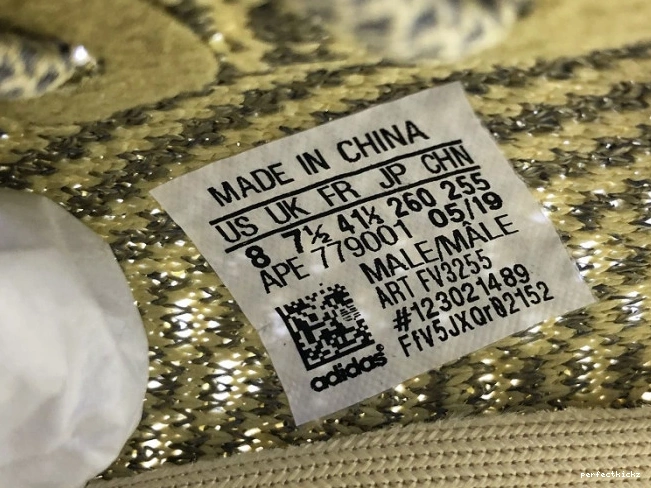 MADE IN CHINA
US UK FR JP CHN
8 7½ 41⅓ 260 255
APE 779001 05/19
MALE/MÂLE
ART FV3255
#123021489
FfV5JXQr02152
adidas®
perfectkickz